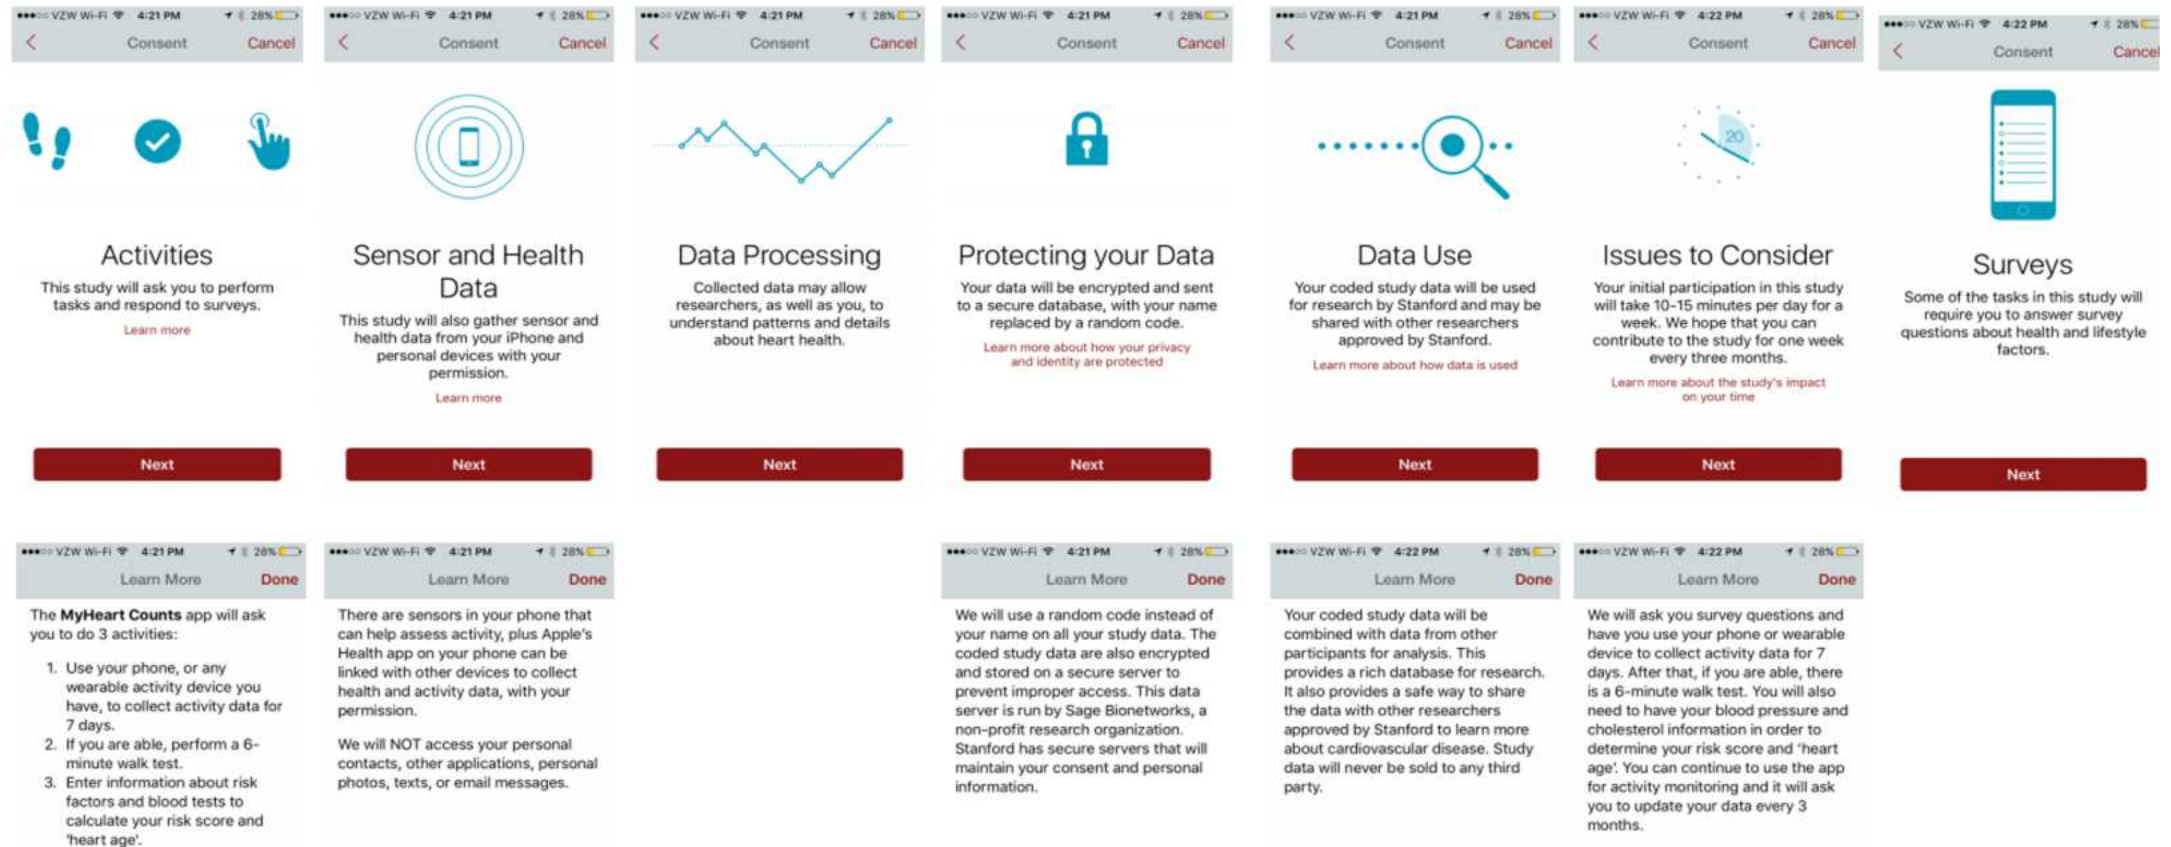 VZW Wi-Fi 4:21 PM 28%
Consent Cancel
Activities
This study will ask you to perform
tasks and respond to surveys.
Learn more
Next
VZW Wi-Fi 4:21 PM 28%
Consent Cancel
Sensor and Health
Data
This study will also gather sensor and
health data from your iPhone and
personal devices with your
permission.
Learn more
Next
VZW Wi-Fi 4:21 PM 28%
Consent Cancel
Data Processing
Collected data may allow
researchers, as well as you, to
understand patterns and details
about heart health.
Next
VZW Wi-Fi 4:21 PM 28%
Consent Cancel
Protecting your Data
Your data will be encrypted and sent
to a secure database, with your name
replaced by a random code.
Learn more about how your privacy
and identity are protected
Next
VZW Wi-Fi 4:21 PM 28%
Consent Cancel
Data Use
Your coded study data will be used
for research by Stanford and may be
shared with other researchers
approved by Stanford.
Learn more about how data is used
Next
VZW Wi-Fi 4:22 PM 28%
Consent Cancel
20
Issues to Consider
Your initial participation in this study
will take 10-15 minutes per day for a
week. We hope that you can
contribute to the study for one week
every three months.
Learn more about the study's impact
on your time
Next
VZW Wi-Fi 4:22 PM 28%
Consent Cancel
Surveys
Some of the tasks in this study will
require you to answer survey
questions about health and lifestyle
factors.
Next
VZW Wi-Fi 4:21 PM 28%
Learn More Done
The MyHeart Counts app will ask
you to do 3 activities:
1. Use your phone, or any
wearable activity device you
have, to collect activity data for
7 days.
2. If you are able, perform a 6-
minute walk test.
3. Enter information about risk
factors and blood tests to
calculate your risk score and
'heart age'.
VZW Wi-Fi 4:21 PM 28%
Learn More Done
There are sensors in your phone that
can help assess activity, plus Apple's
Health app on your phone can be
linked with other devices to collect
health and activity data, with your
permission.
We will NOT access your personal
contacts, other applications, personal
photos, texts, or email messages.
VZW Wi-Fi 4:21 PM 28%
Learn More Done
We will use a random code instead of
your name on all your study data. The
coded study data are also encrypted
and stored on a secure server to
prevent improper access. This data
server is run by Sage Bionetworks, a
non-profit research organization.
Stanford has secure servers that will
maintain your consent and personal
information.
VZW Wi-Fi 4:22 PM 28%
Learn More Done
Your coded study data will be
combined with data from other
participants for analysis. This
provides a rich database for research.
It also provides a safe way to share
the data with other researchers
approved by Stanford to learn more
about cardiovascular disease. Study
data will never be sold to any third
party.
VZW Wi-Fi 4:22 PM 28%
Learn More Done
We will ask you survey questions and
have you use your phone or wearable
device to collect activity data for 7
days. After that, if you are able, there
is a 6-minute walk test. You will also
need to have your blood pressure and
cholesterol information in order to
determine your risk score and 'heart
age'. You can continue to use the app
for activity monitoring and it will ask
you to update your data every 3
months.